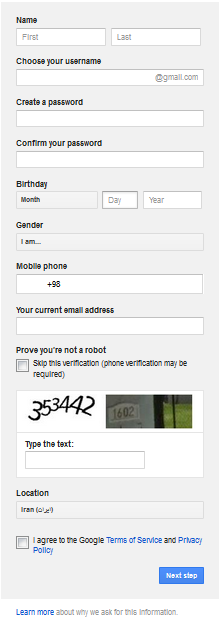 Name
First Last
Choose your username
@gmail.com
Create a password
Confirm your password
Birthday
Month Day Year
Gender
I am...
Mobile phone
+98
Your current email address
Prove you're not a robot
Skip this verification (phone verification may be
required)
353442 1602
Type the text:
Location
Iran (ایران)
I agree to the Google Terms of Service and Privacy
Policy
Next step
Learn more about why we ask for this information.